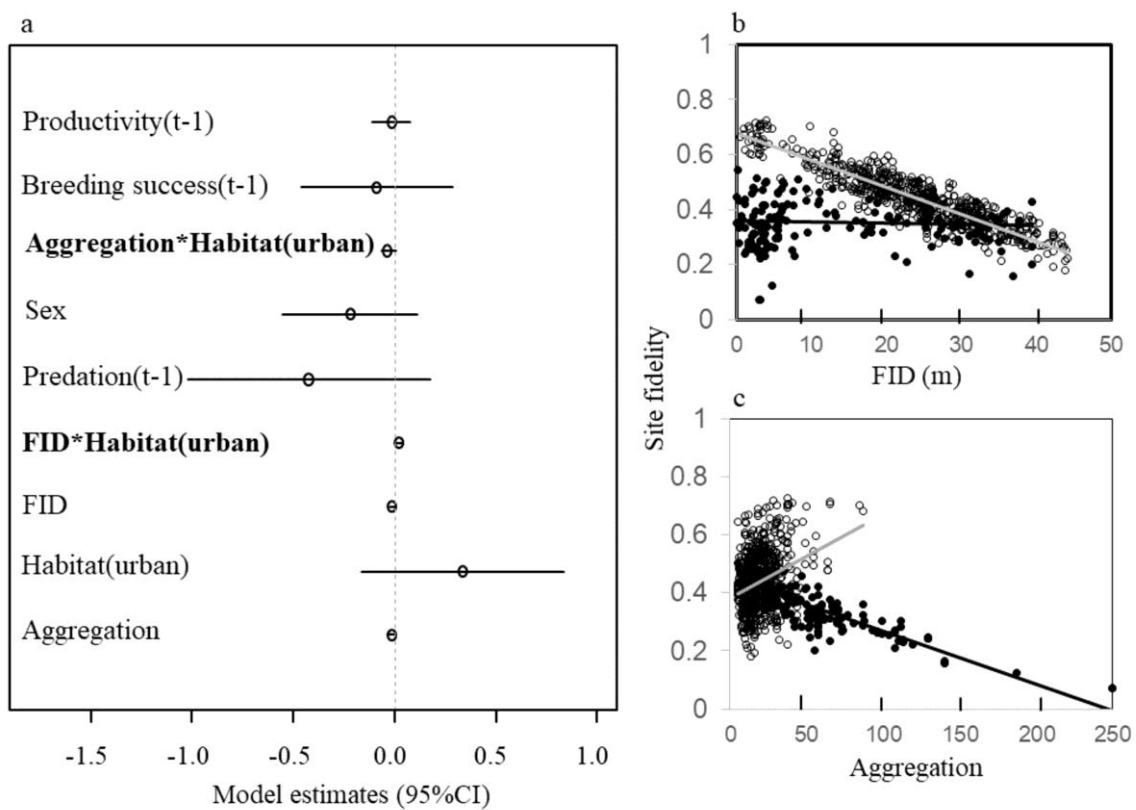 a
Productivity(t-1)
Breeding success(t-1)
Aggregation*Habitat(urban)
Sex
Predation(t-1)
FID*Habitat(urban)
FID
Habitat(urban)
Aggregation
-1.5 -1.0 -0.5 0.0 0.5 1.0
Model estimates (95%CI)
b
1
0.8
0.6
0.4
0.2
0
0 10 20 30 40 50
FID (m)
Site fidelity
c
1
0.8
0.6
0.4
0.2
0
0 50 100 150 200 250
Aggregation